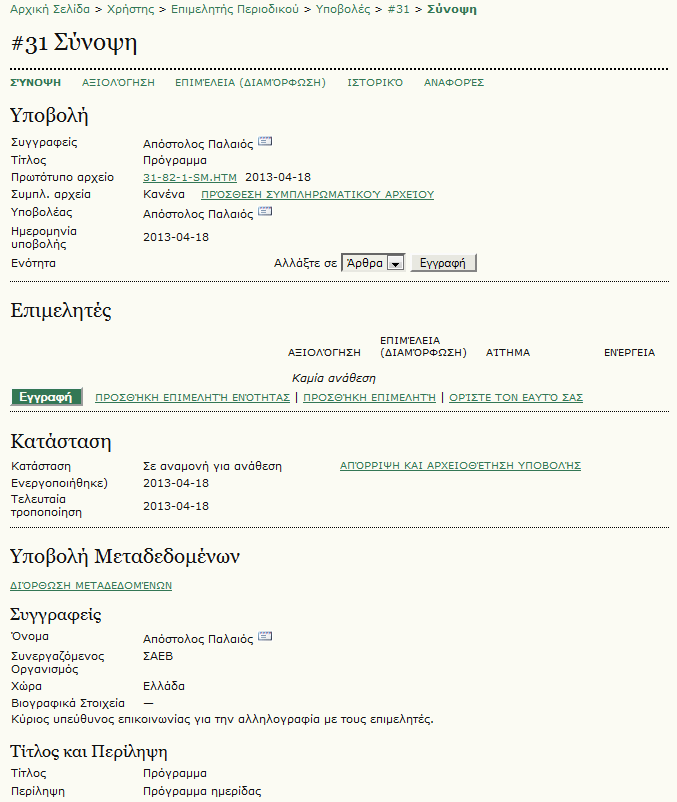 Αρχική Σελίδα > Χρήστης > Επιμελητής Περιοδικού > Υποβολές > #31 > Σύνοψη
#31 Σύνοψη
ΣΎΝΟΨΗ ΑΞΙΟΛΌΓΗΣΗ ΕΠΙΜΈΛΕΙΑ (ΔΙΑΜΌΡΦΩΣΗ) ΙΣΤΟΡΙΚΌ ΑΝΑΦΟΡΈΣ
Υποβολή
Συγγραφείς Απόστολος Παλαιός
Τίτλος Πρόγραμμα
Πρωτότυπο αρχείο 31-82-1-SM.HTM 2013-04-18
Συμπλ. αρχεία Κανένα ΠΡΌΣΘΕΣΗ ΣΥΜΠΛΗΡΩΜΑΤΙΚΟΎ ΑΡΧΕΊΟΥ
Υποβολέας Απόστολος Παλαιός
Ημερομηνία
υποβολής 2013-04-18
Ενότητα Αλλάξτε σε Άρθρα Εγγραφή
Επιμελητές
ΑΞΙΟΛΌΓΗΣΗ ΕΠΙΜΈΛΕΙΑ
(ΔΙΑΜΌΡΦΩΣΗ) ΑΊΤΗΜΑ ΕΝΈΡΓΕΙΑ
Καμία ανάθεση
Εγγραφή ΠΡΟΣΘΉΚΗ ΕΠΙΜΕΛΗΤΉ ΕΝΌΤΗΤΑΣ | ΠΡΟΣΘΉΚΗ ΕΠΙΜΕΛΗΤΉ | ΟΡΊΣΤΕ ΤΟΝ ΕΑΥΤΌ ΣΑΣ
Κατάσταση
Κατάσταση Σε αναμονή για ανάθεση ΑΠΌΡΡΙΨΗ ΚΑΙ ΑΡΧΕΙΟΘΈΤΗΣΗ ΥΠΟΒΟΛΉΣ
Ενεργοποιήθηκε) 2013-04-18
Τελευταία
τροποποίηση 2013-04-18
Υποβολή Μεταδεδομένων
ΔΙΌΡΘΩΣΗ ΜΕΤΑΔΕΔΟΜΈΝΩΝ
Συγγραφείς
Όνομα Απόστολος Παλαιός
Συνεργαζόμενος ΣΑΕΒ
Οργανισμός
Χώρα Ελλάδα
Βιογραφικά Στοιχεία —
Κύριος υπεύθυνος επικοινωνίας για την αλληλογραφία με τους επιμελητές.
Τίτλος και Περίληψη
Τίτλος Πρόγραμμα
Περίληψη Πρόγραμμα ημερίδας